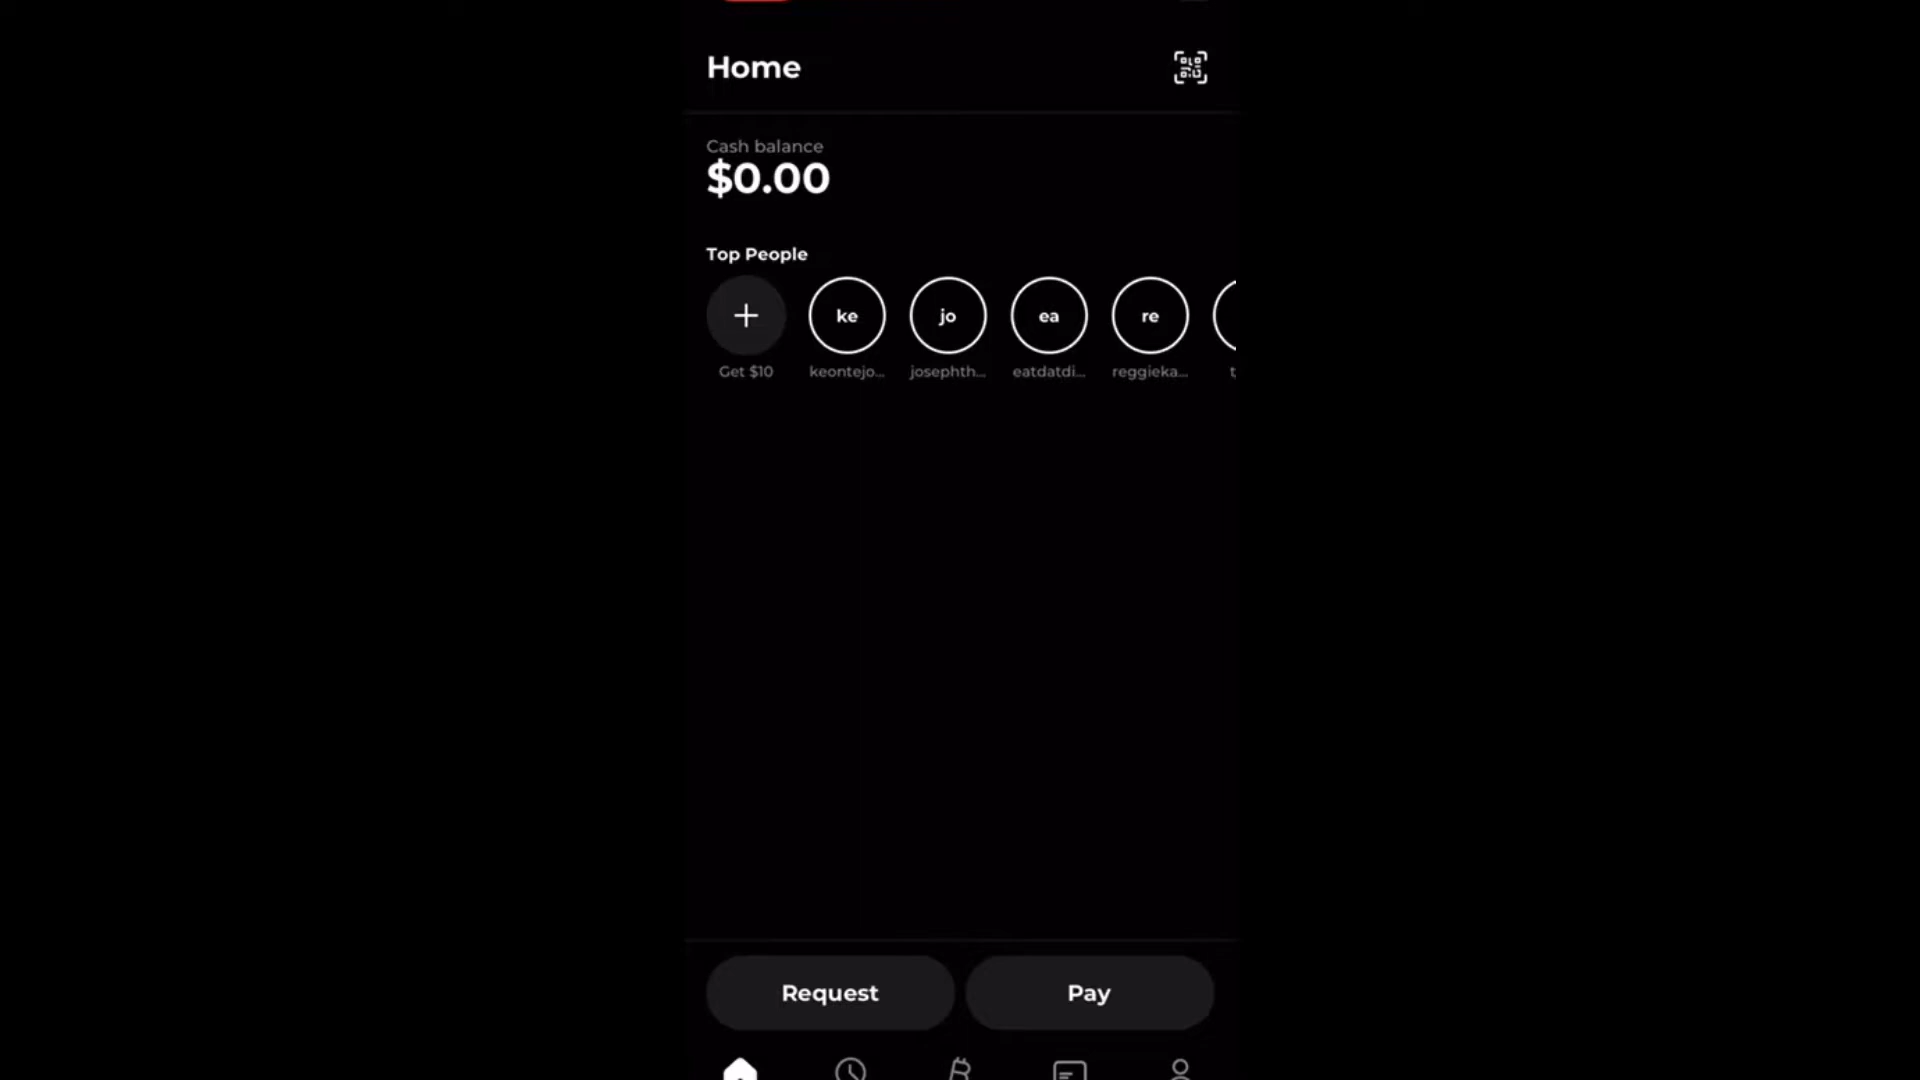 Home
Cash balance
$0.00
Top People
ke jo ea re
Get $10 keontejo... josephth... eatdatdi... reggieka...
Request Pay